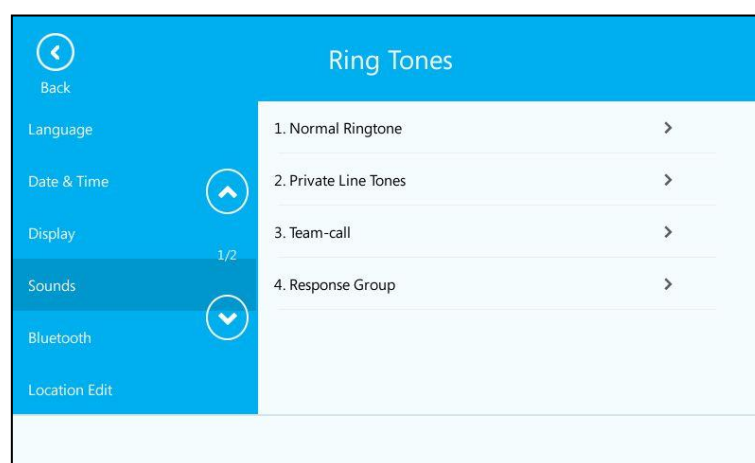 Ring Tones
Back
Language
Date & Time
Display
1/2
Sounds
Bluetooth
Location Edit
1. Normal Ringtone
2. Private Line Tones
3. Team-call
4. Response Group